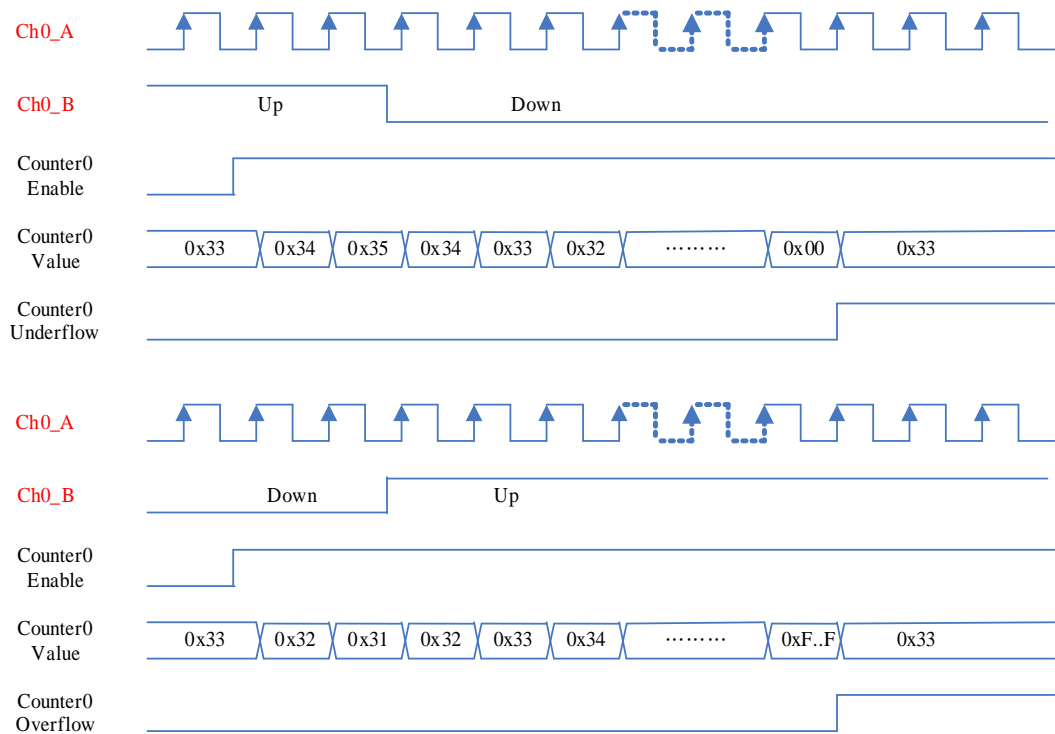 Ch0_A
Ch0_B
Up
Down
Counter0
Enable
Counter0
Value
0x33
0x34
0x35
0x34
0x33
0x32
………
0x00
0x33
Counter0
Underflow
Ch0_A
Ch0_B
Down
Up
Counter0
Enable
Counter0
Value
0x33
0x32
0x31
0x32
0x33
0x34
………
0xF..F
0x33
Counter0
Overflow